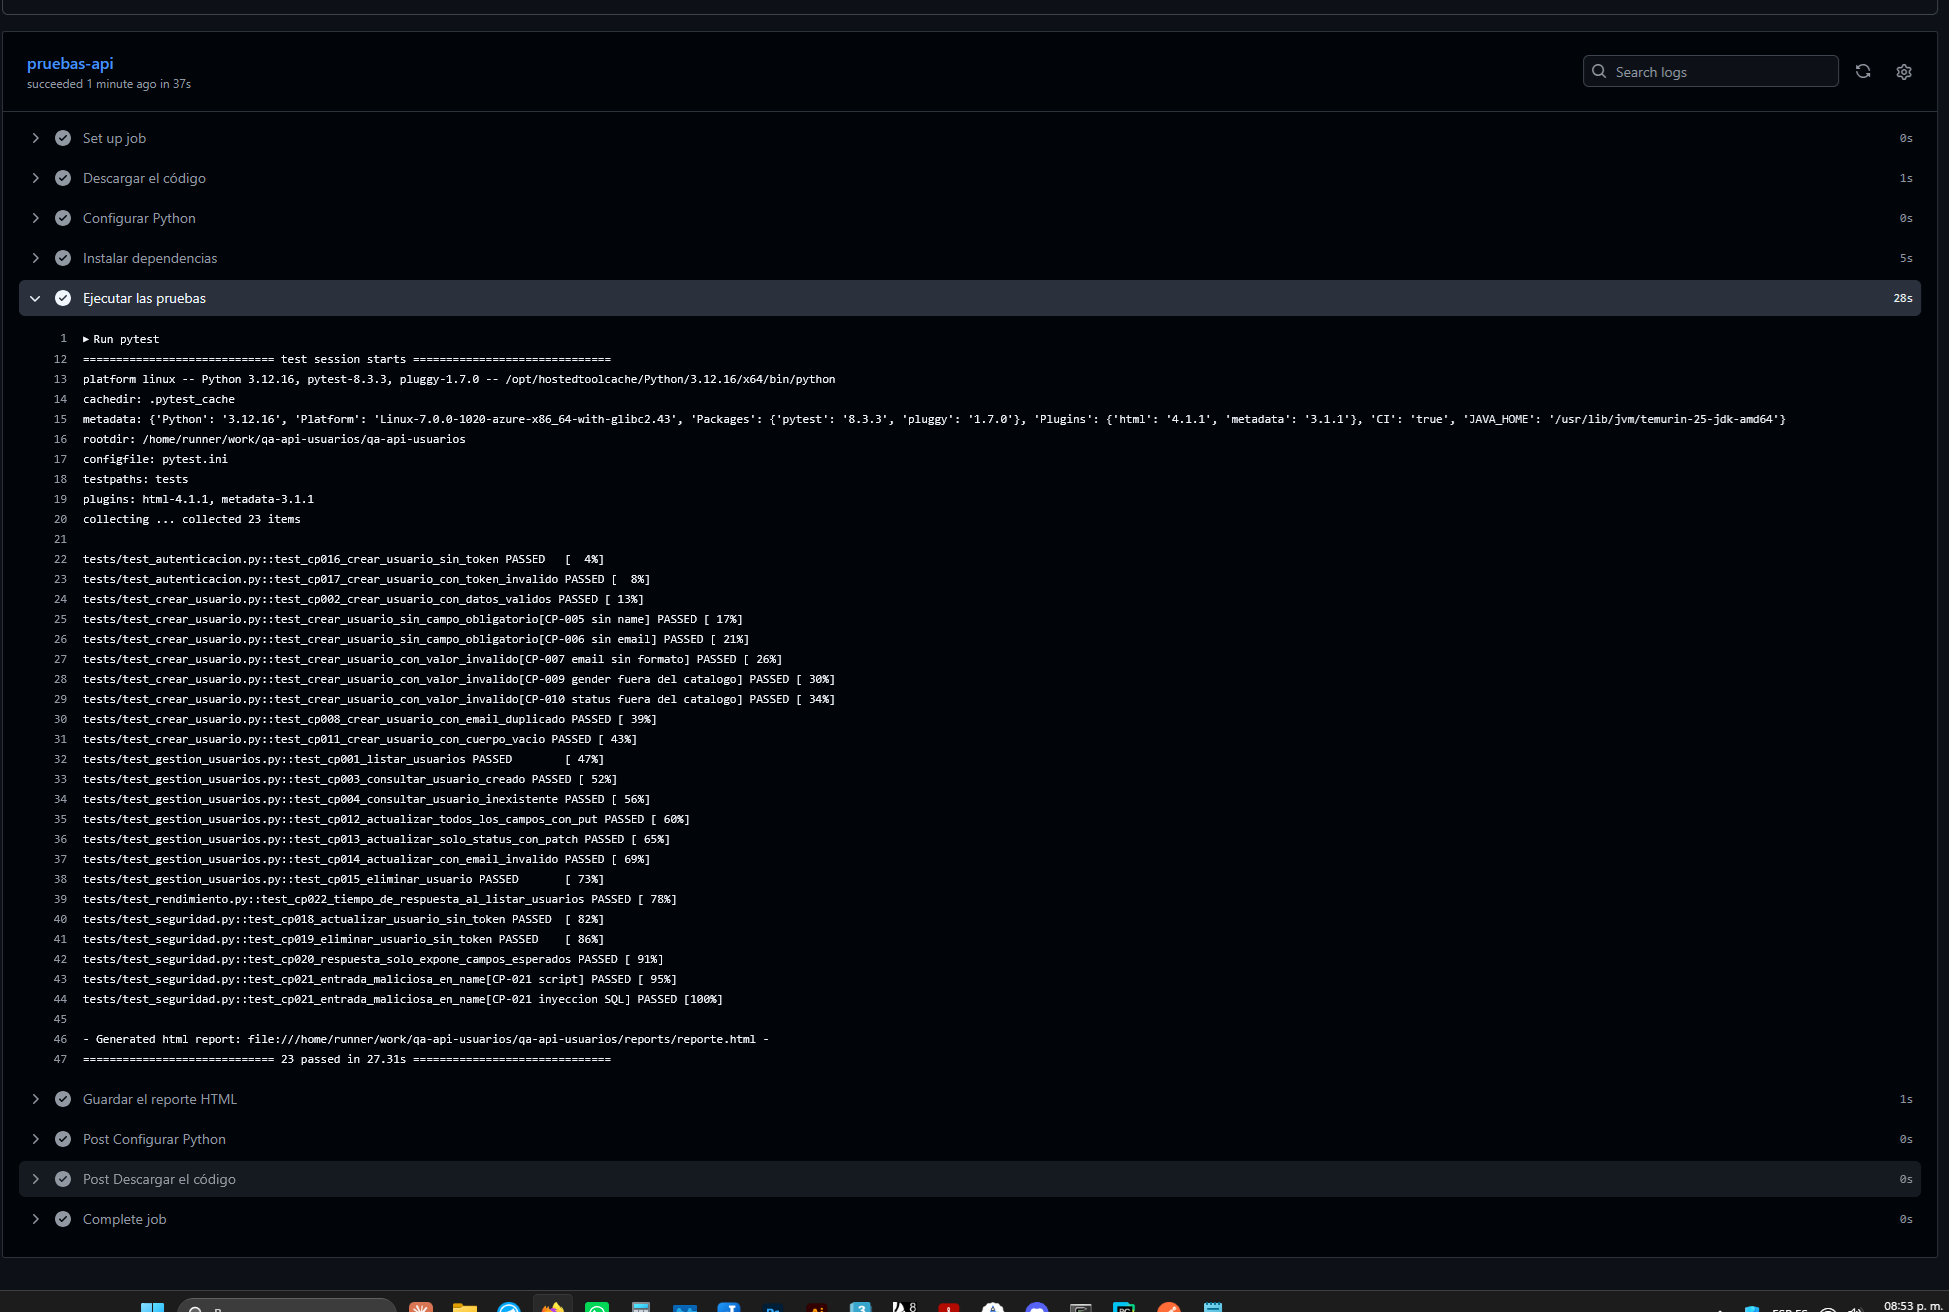 pruebas-api
succeeded 1 minute ago in 37s
Search logs
Set up job 0s
Descargar el código 1s
Configurar Python 0s
Instalar dependencias 5s
Ejecutar las pruebas 28s
1 ▸ Run pytest
12 ============================= test session starts ==============================
13 platform linux -- Python 3.12.16, pytest-8.3.3, pluggy-1.7.0 -- /opt/hostedtoolcache/Python/3.12.16/x64/bin/python
14 cachedir: .pytest_cache
15 metadata: {'Python': '3.12.16', 'Platform': 'Linux-7.0.0-1020-azure-x86_64-with-glibc2.43', 'Packages': {'pytest': '8.3.3', 'pluggy': '1.7.0'}, 'Plugins': {'html': '4.1.1', 'metadata': '3.1.1'}, 'CI': 'true', 'JAVA_HOME': '/usr/lib/jvm/temurin-25-jdk-amd64'}
16 rootdir: /home/runner/work/qa-api-usuarios/qa-api-usuarios
17 configfile: pytest.ini
18 testpaths: tests
19 plugins: html-4.1.1, metadata-3.1.1
20 collecting ... collected 23 items
21
22 tests/test_autenticacion.py::test_cp016_crear_usuario_sin_token PASSED   [  4%]
23 tests/test_autenticacion.py::test_cp017_crear_usuario_con_token_invalido PASSED [  8%]
24 tests/test_crear_usuario.py::test_cp002_crear_usuario_con_datos_validos PASSED [ 13%]
25 tests/test_crear_usuario.py::test_crear_usuario_sin_campo_obligatorio[CP-005 sin name] PASSED [ 17%]
26 tests/test_crear_usuario.py::test_crear_usuario_sin_campo_obligatorio[CP-006 sin email] PASSED [ 21%]
27 tests/test_crear_usuario.py::test_crear_usuario_con_valor_invalido[CP-007 email sin formato] PASSED [ 26%]
28 tests/test_crear_usuario.py::test_crear_usuario_con_valor_invalido[CP-009 gender fuera del catalogo] PASSED [ 30%]
29 tests/test_crear_usuario.py::test_crear_usuario_con_valor_invalido[CP-010 status fuera del catalogo] PASSED [ 34%]
30 tests/test_crear_usuario.py::test_cp008_crear_usuario_con_email_duplicado PASSED [ 39%]
31 tests/test_crear_usuario.py::test_cp011_crear_usuario_con_cuerpo_vacio PASSED [ 43%]
32 tests/test_gestion_usuarios.py::test_cp001_listar_usuarios PASSED        [ 47%]
33 tests/test_gestion_usuarios.py::test_cp003_consultar_usuario_creado PASSED [ 52%]
34 tests/test_gestion_usuarios.py::test_cp004_consultar_usuario_inexistente PASSED [ 56%]
35 tests/test_gestion_usuarios.py::test_cp012_actualizar_todos_los_campos_con_put PASSED [ 60%]
36 tests/test_gestion_usuarios.py::test_cp013_actualizar_solo_status_con_patch PASSED [ 65%]
37 tests/test_gestion_usuarios.py::test_cp014_actualizar_con_email_invalido PASSED [ 69%]
38 tests/test_gestion_usuarios.py::test_cp015_eliminar_usuario PASSED       [ 73%]
39 tests/test_rendimiento.py::test_cp022_tiempo_de_respuesta_al_listar_usuarios PASSED [ 78%]
40 tests/test_seguridad.py::test_cp018_actualizar_usuario_sin_token PASSED  [ 82%]
41 tests/test_seguridad.py::test_cp019_eliminar_usuario_sin_token PASSED    [ 86%]
42 tests/test_seguridad.py::test_cp020_respuesta_solo_expone_campos_esperados PASSED [ 91%]
43 tests/test_seguridad.py::test_cp021_entrada_maliciosa_en_name[CP-021 script] PASSED [ 95%]
44 tests/test_seguridad.py::test_cp021_entrada_maliciosa_en_name[CP-021 inyeccion SQL] PASSED [100%]
45
46 - Generated html report: file:///home/runner/work/qa-api-usuarios/qa-api-usuarios/reports/reporte.html -
47 ============================= 23 passed in 27.31s ==============================
Guardar el reporte HTML 1s
Post Configurar Python 0s
Post Descargar el código 0s
Complete job 0s
08:53 p. m.